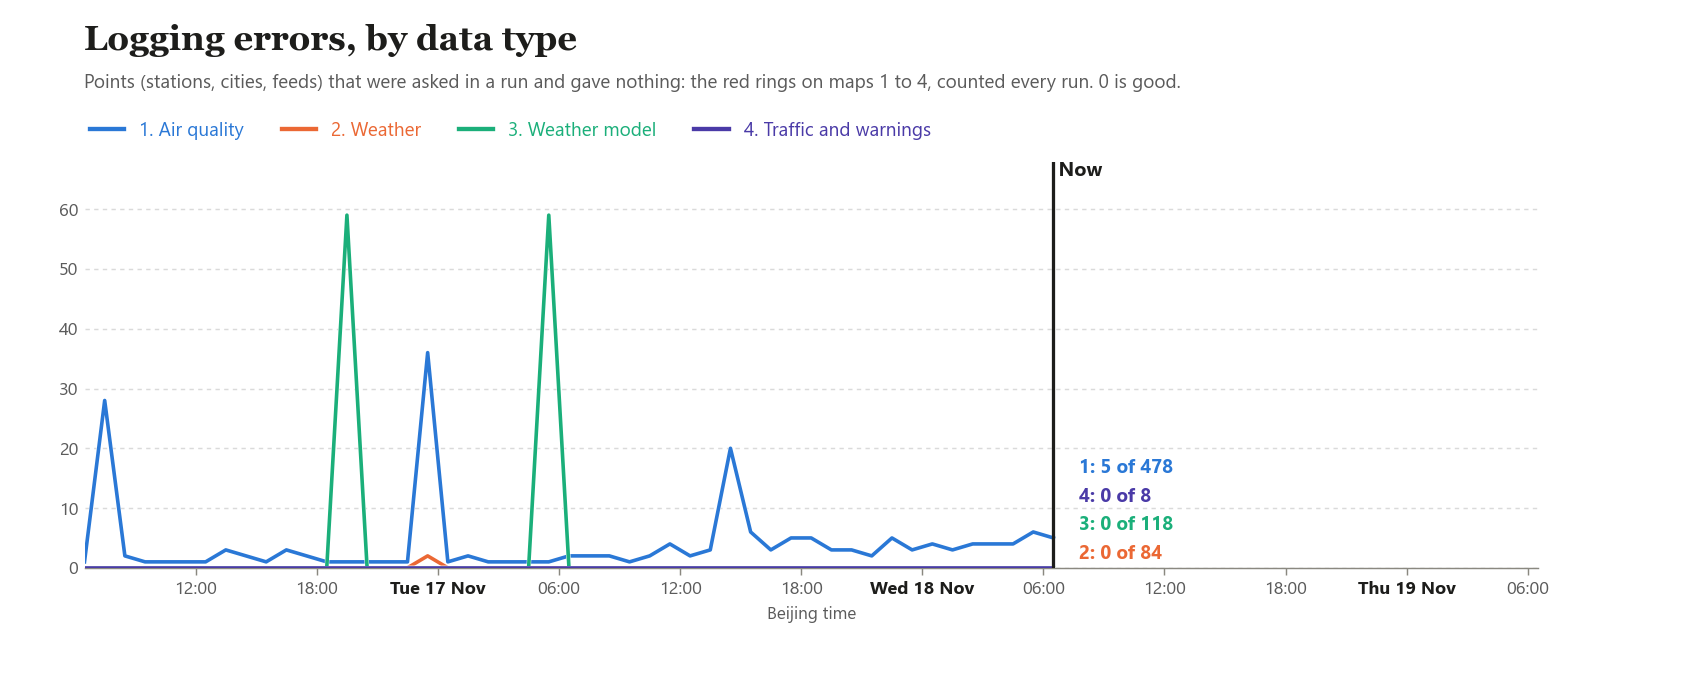 Logging errors, by data type
Points (stations, cities, feeds) that were asked in a run and gave nothing: the red rings on maps 1 to 4, counted every run. 0 is good.
1. Air quality 2. Weather 3. Weather model 4. Traffic and warnings
Now
60
50
40
30
20
10
0
1: 5 of 478
4: 0 of 8
3: 0 of 118
2: 0 of 84
12:00 18:00 Tue 17 Nov 06:00 12:00 18:00 Wed 18 Nov 06:00 12:00 18:00 Thu 19 Nov 06:00
Beijing time